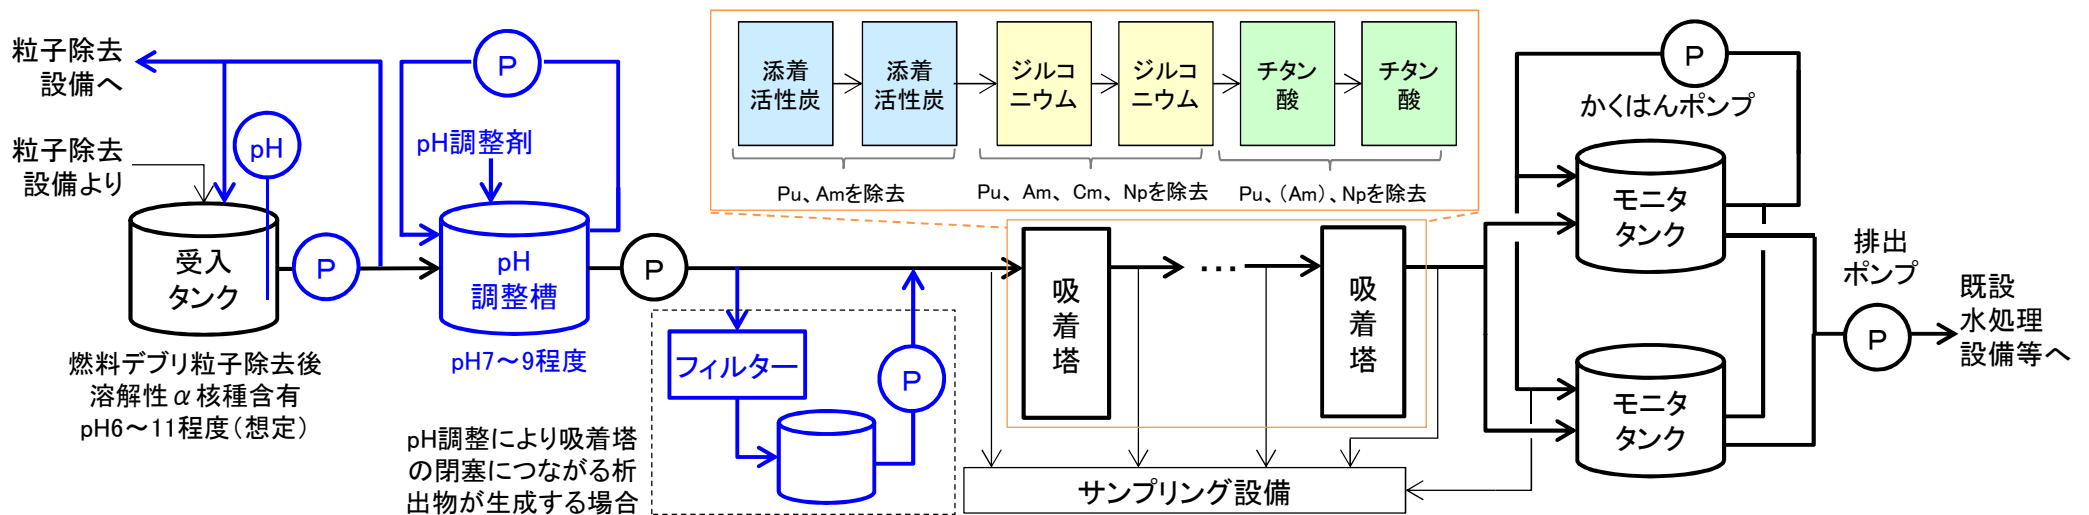 粒子除去
設備へ
粒子除去
設備より
pH
受入
タンク
燃料デブリ粒子除去後
溶解性α核種含有
pH6～11程度（想定）
P
P
pH調整剤
pH
調整槽
pH7～9程度
P
フィルター
P
pH調整により吸着塔
の閉塞につながる析
出物が生成する場合
添着
活性炭
添着
活性炭
ジルコ
ニウム
ジルコ
ニウム
チタン
酸
チタン
酸
Pu、Amを除去
Pu、Am、Cm、Npを除去
Pu、（Am）、Npを除去
吸
着
塔
…
吸
着
塔
サンプリング設備
P
かくはんポンプ
モニタ
タンク
モニタ
タンク
排出
ポンプ
P
既設
水処理
設備等へ